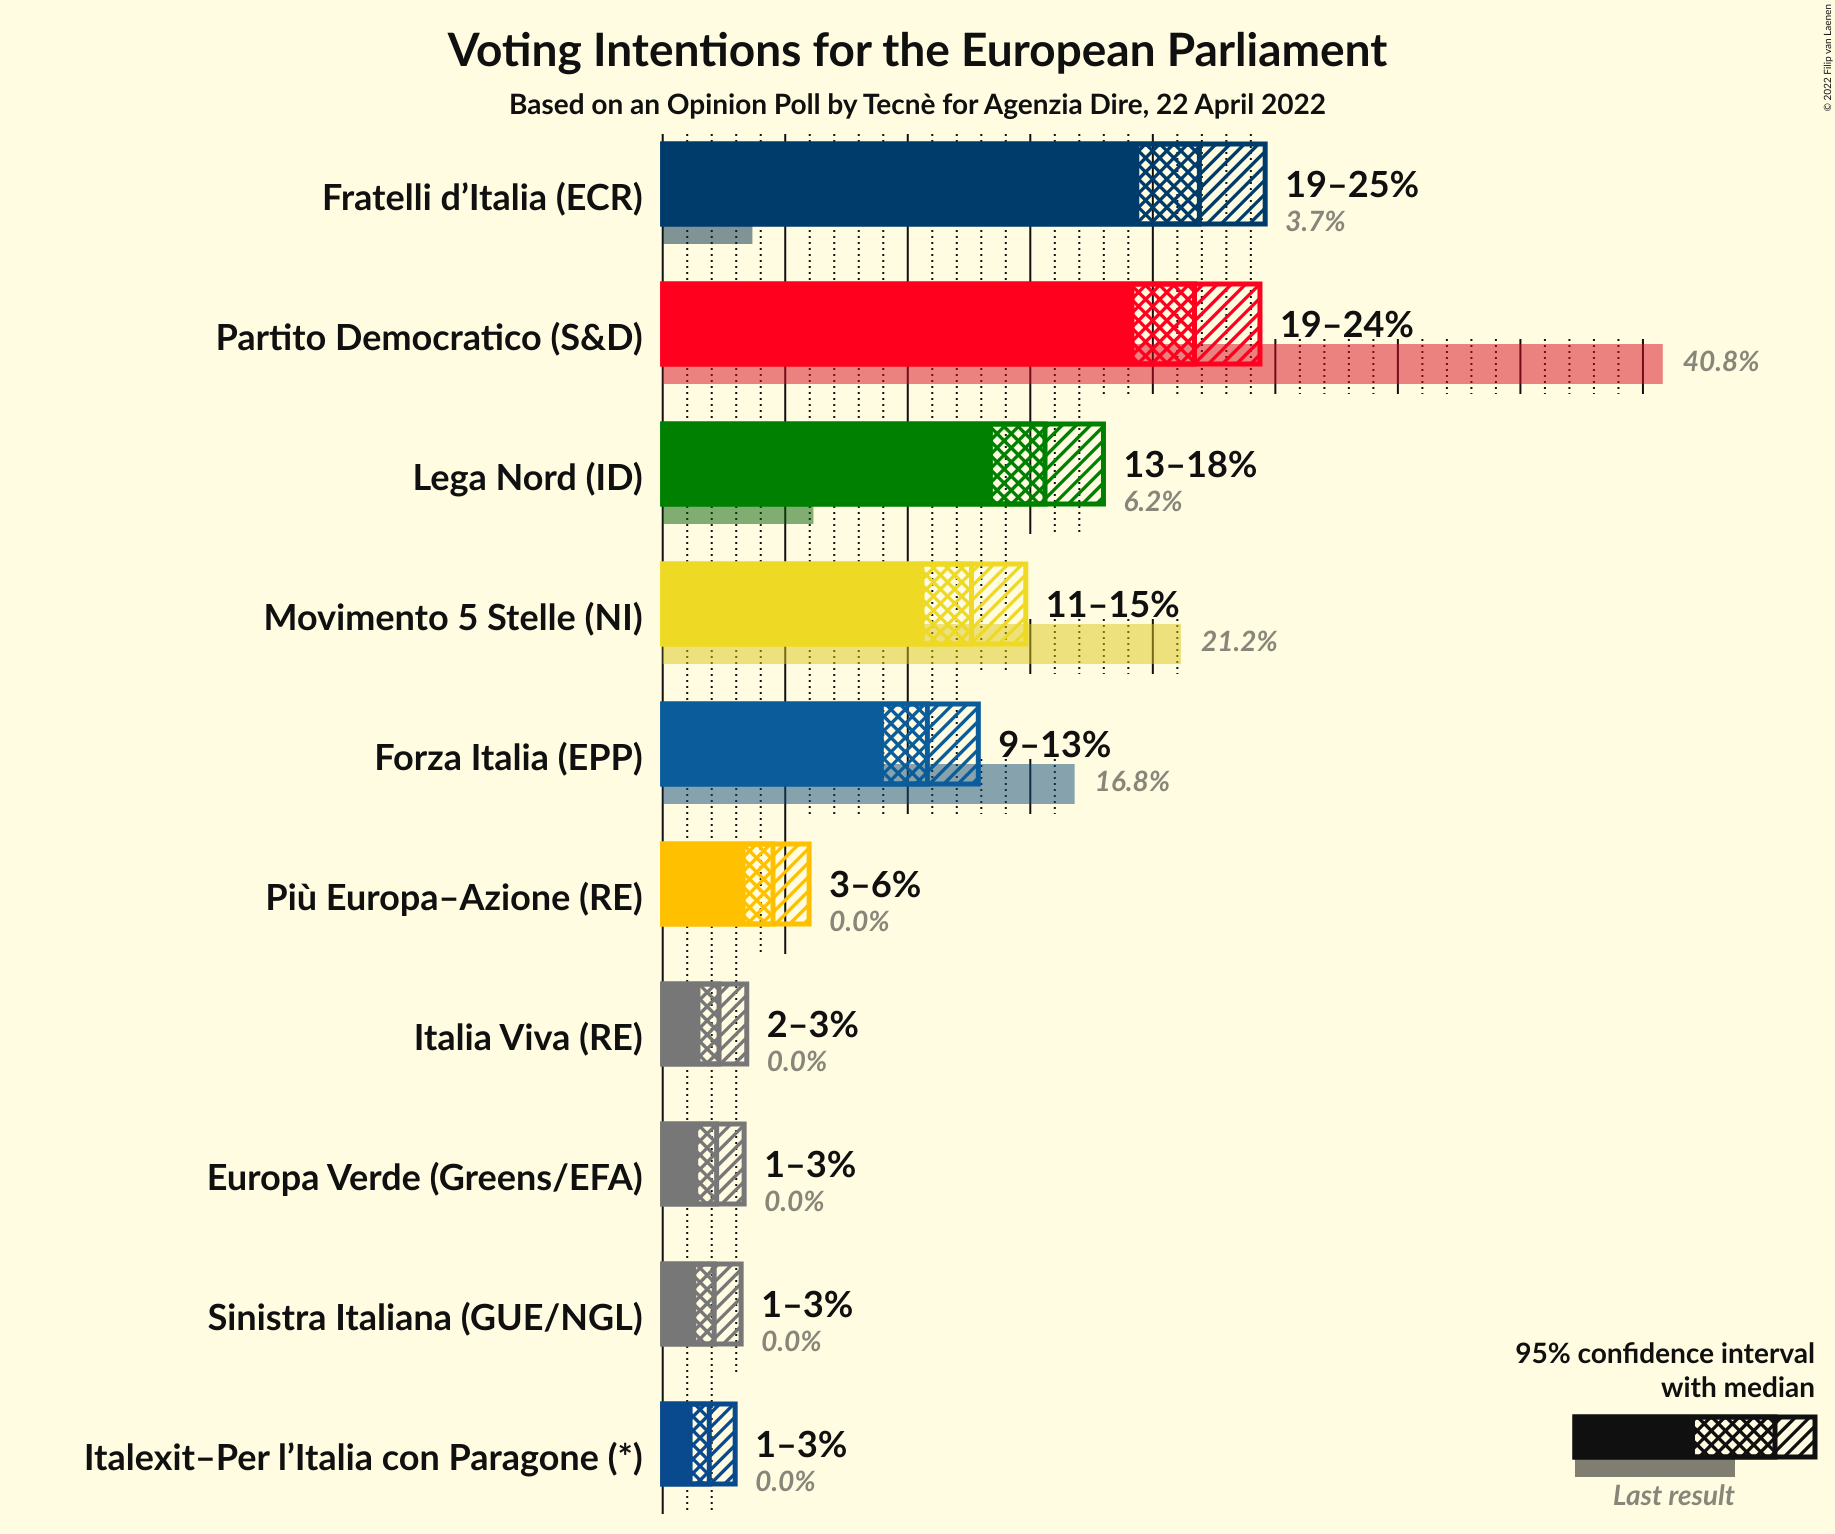 Voting Intentions for the European Parliament
Based on an Opinion Poll by Tecnè for Agenzia Dire, 22 April 2022
© 2022 Filip van Laenen
Fratelli d’Italia (ECR)
19–25%
3.7%
Partito Democratico (S&D)
19–24%
40.8%
Lega Nord (ID)
13–18%
6.2%
Movimento 5 Stelle (NI)
11–15%
21.2%
Forza Italia (EPP)
9–13%
16.8%
Più Europa–Azione (RE)
3–6%
0.0%
Italia Viva (RE)
2–3%
0.0%
Europa Verde (Greens/EFA)
1–3%
0.0%
Sinistra Italiana (GUE/NGL)
1–3%
0.0%
Italexit–Per l’Italia con Paragone (*)
1–3%
0.0%
95% confidence interval
with median
Last result